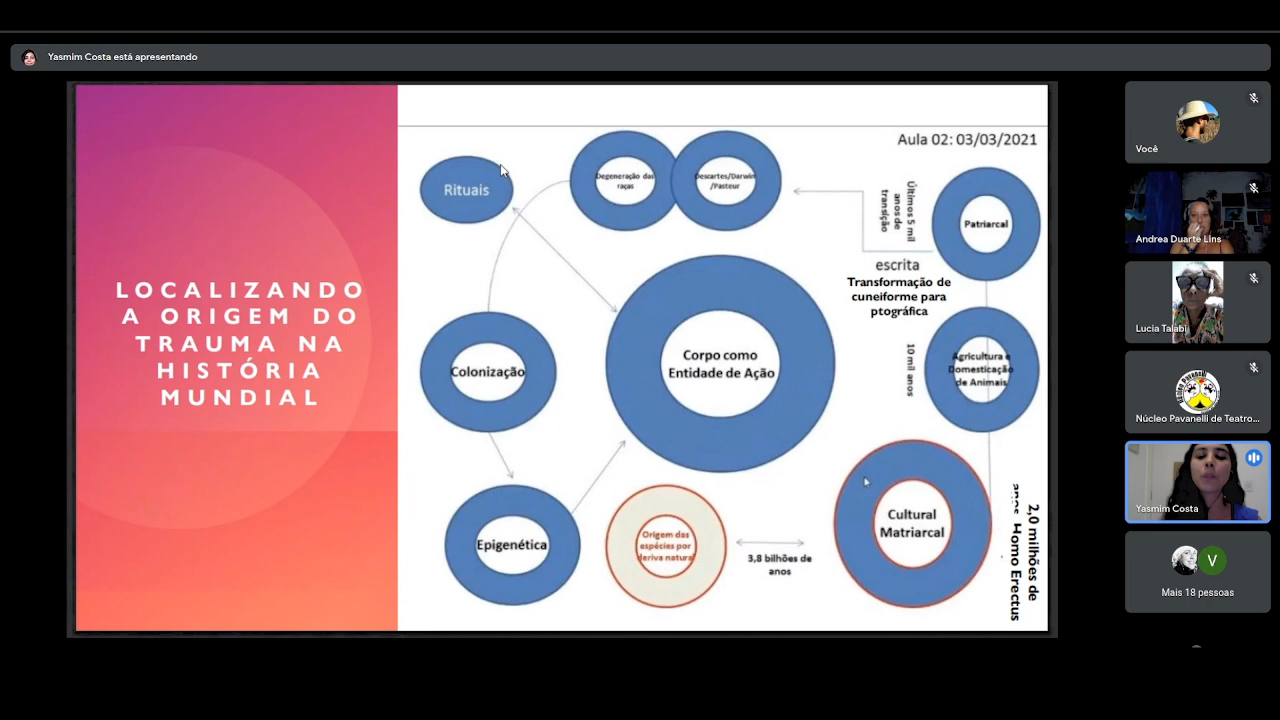 Yasmim Costa está apresentando
LOCALIZANDO
A ORIGEM DO
TRAUMA NA
HISTÓRIA
MUNDIAL
Aula 02: 03/03/2021
Rituais
Degeneração das
raças
Descartes/Darwin
/Pasteur
Últimos 5 mil
anos de
transição
Patriarcal
escrita
Transformação de
cuneiforme para
ptográfica
Colonização
Corpo como
Entidade de Ação
10 mil anos
Agricultura e
Domesticação
de Animais
Epigenética
Origem das
espécies por
deriva natural
3,8 bilhões de
anos
Cultural
Matriarcal
2,0 milhões de
anos Homo Erectus
Você
Andrea Duarte Lins
Lucia Talabi
Núcleo Pavanelli de Teatro...
Yasmim Costa
V
Mais 18 pessoas